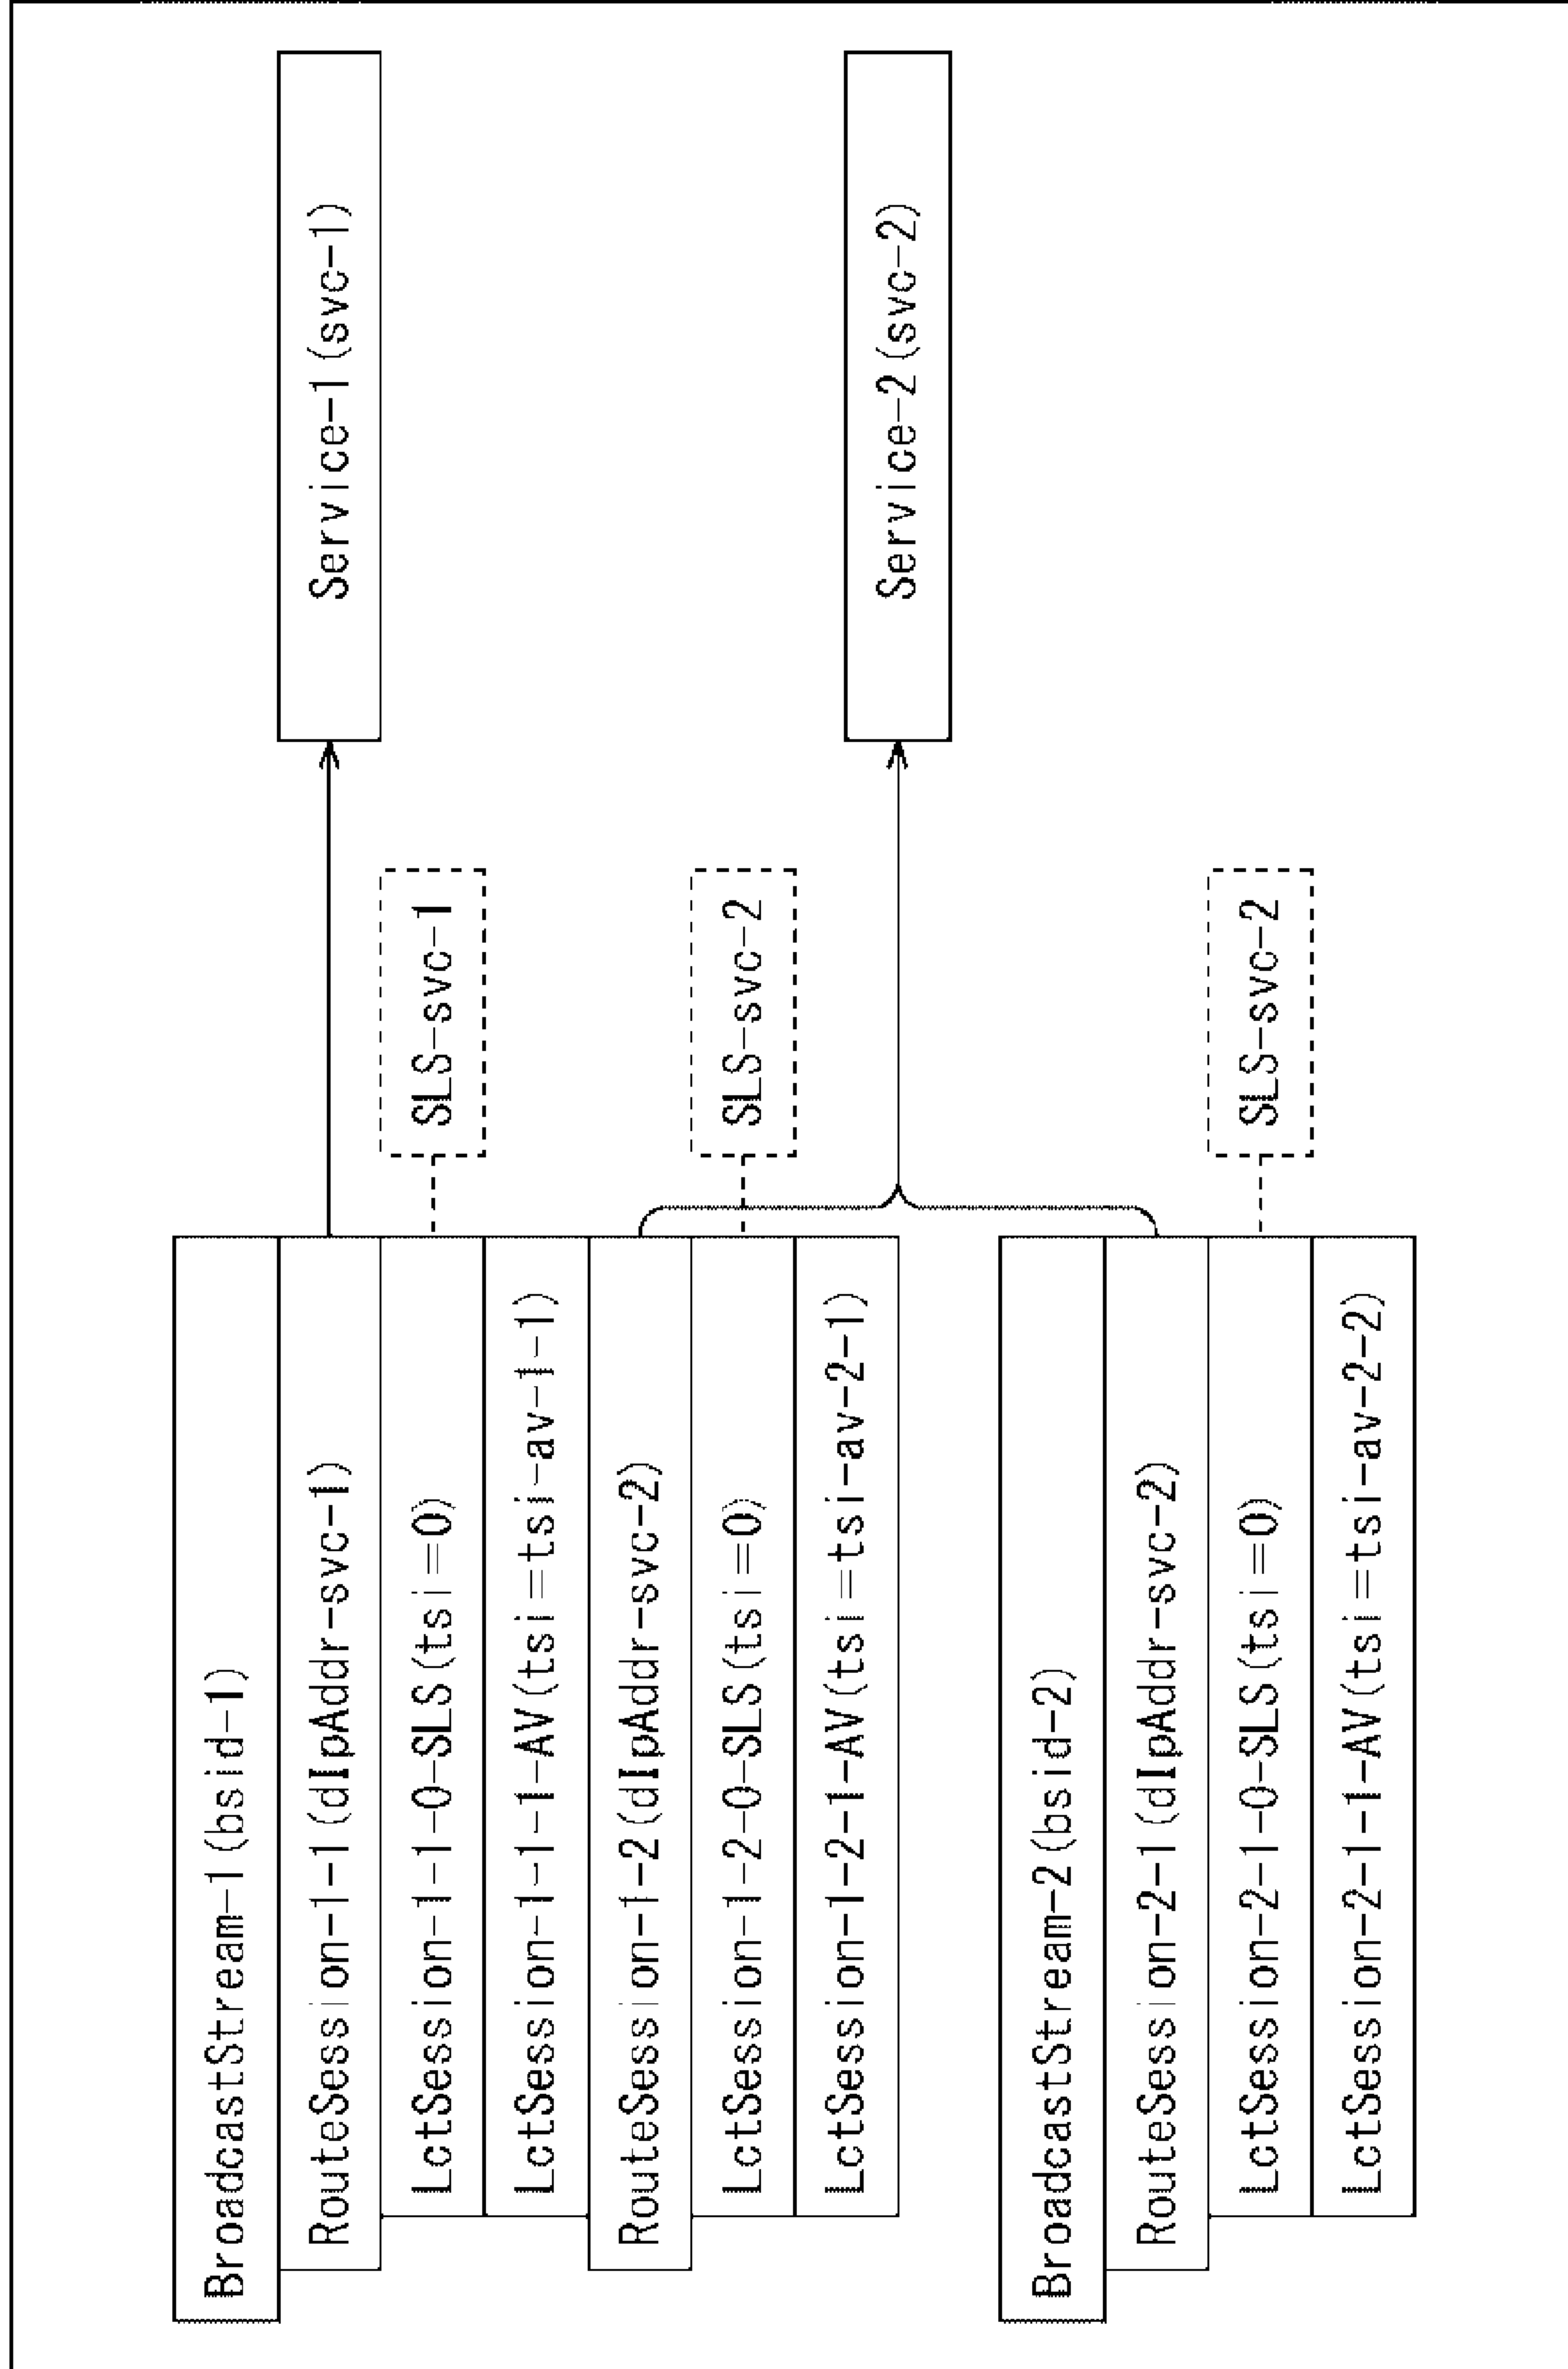 BroadcastStream-1(bsid-1)
RouteSession-1-1(dIpAddr-svc-1)
Service-1(svc-1)
LctSession-1-1-0-SLS(tsi=0)
SLS-svc-1
LctSession-1-1-1-AV(tsi=tsi-av-1-1)
RouteSession-1-2(dIpAddr-svc-2)
LctSession-1-2-0-SLS(tsi=0)
SLS-svc-2
LctSession-1-2-1-AV(tsi=tsi-av-2-1)
Service-2(svc-2)
BroadcastStream-2(bsid-2)
RouteSession-2-1(dIpAddr-svc-2)
LctSession-2-1-0-SLS(tsi=0)
SLS-svc-2
LctSession-2-1-1-AV(tsi=tsi-av-2-2)